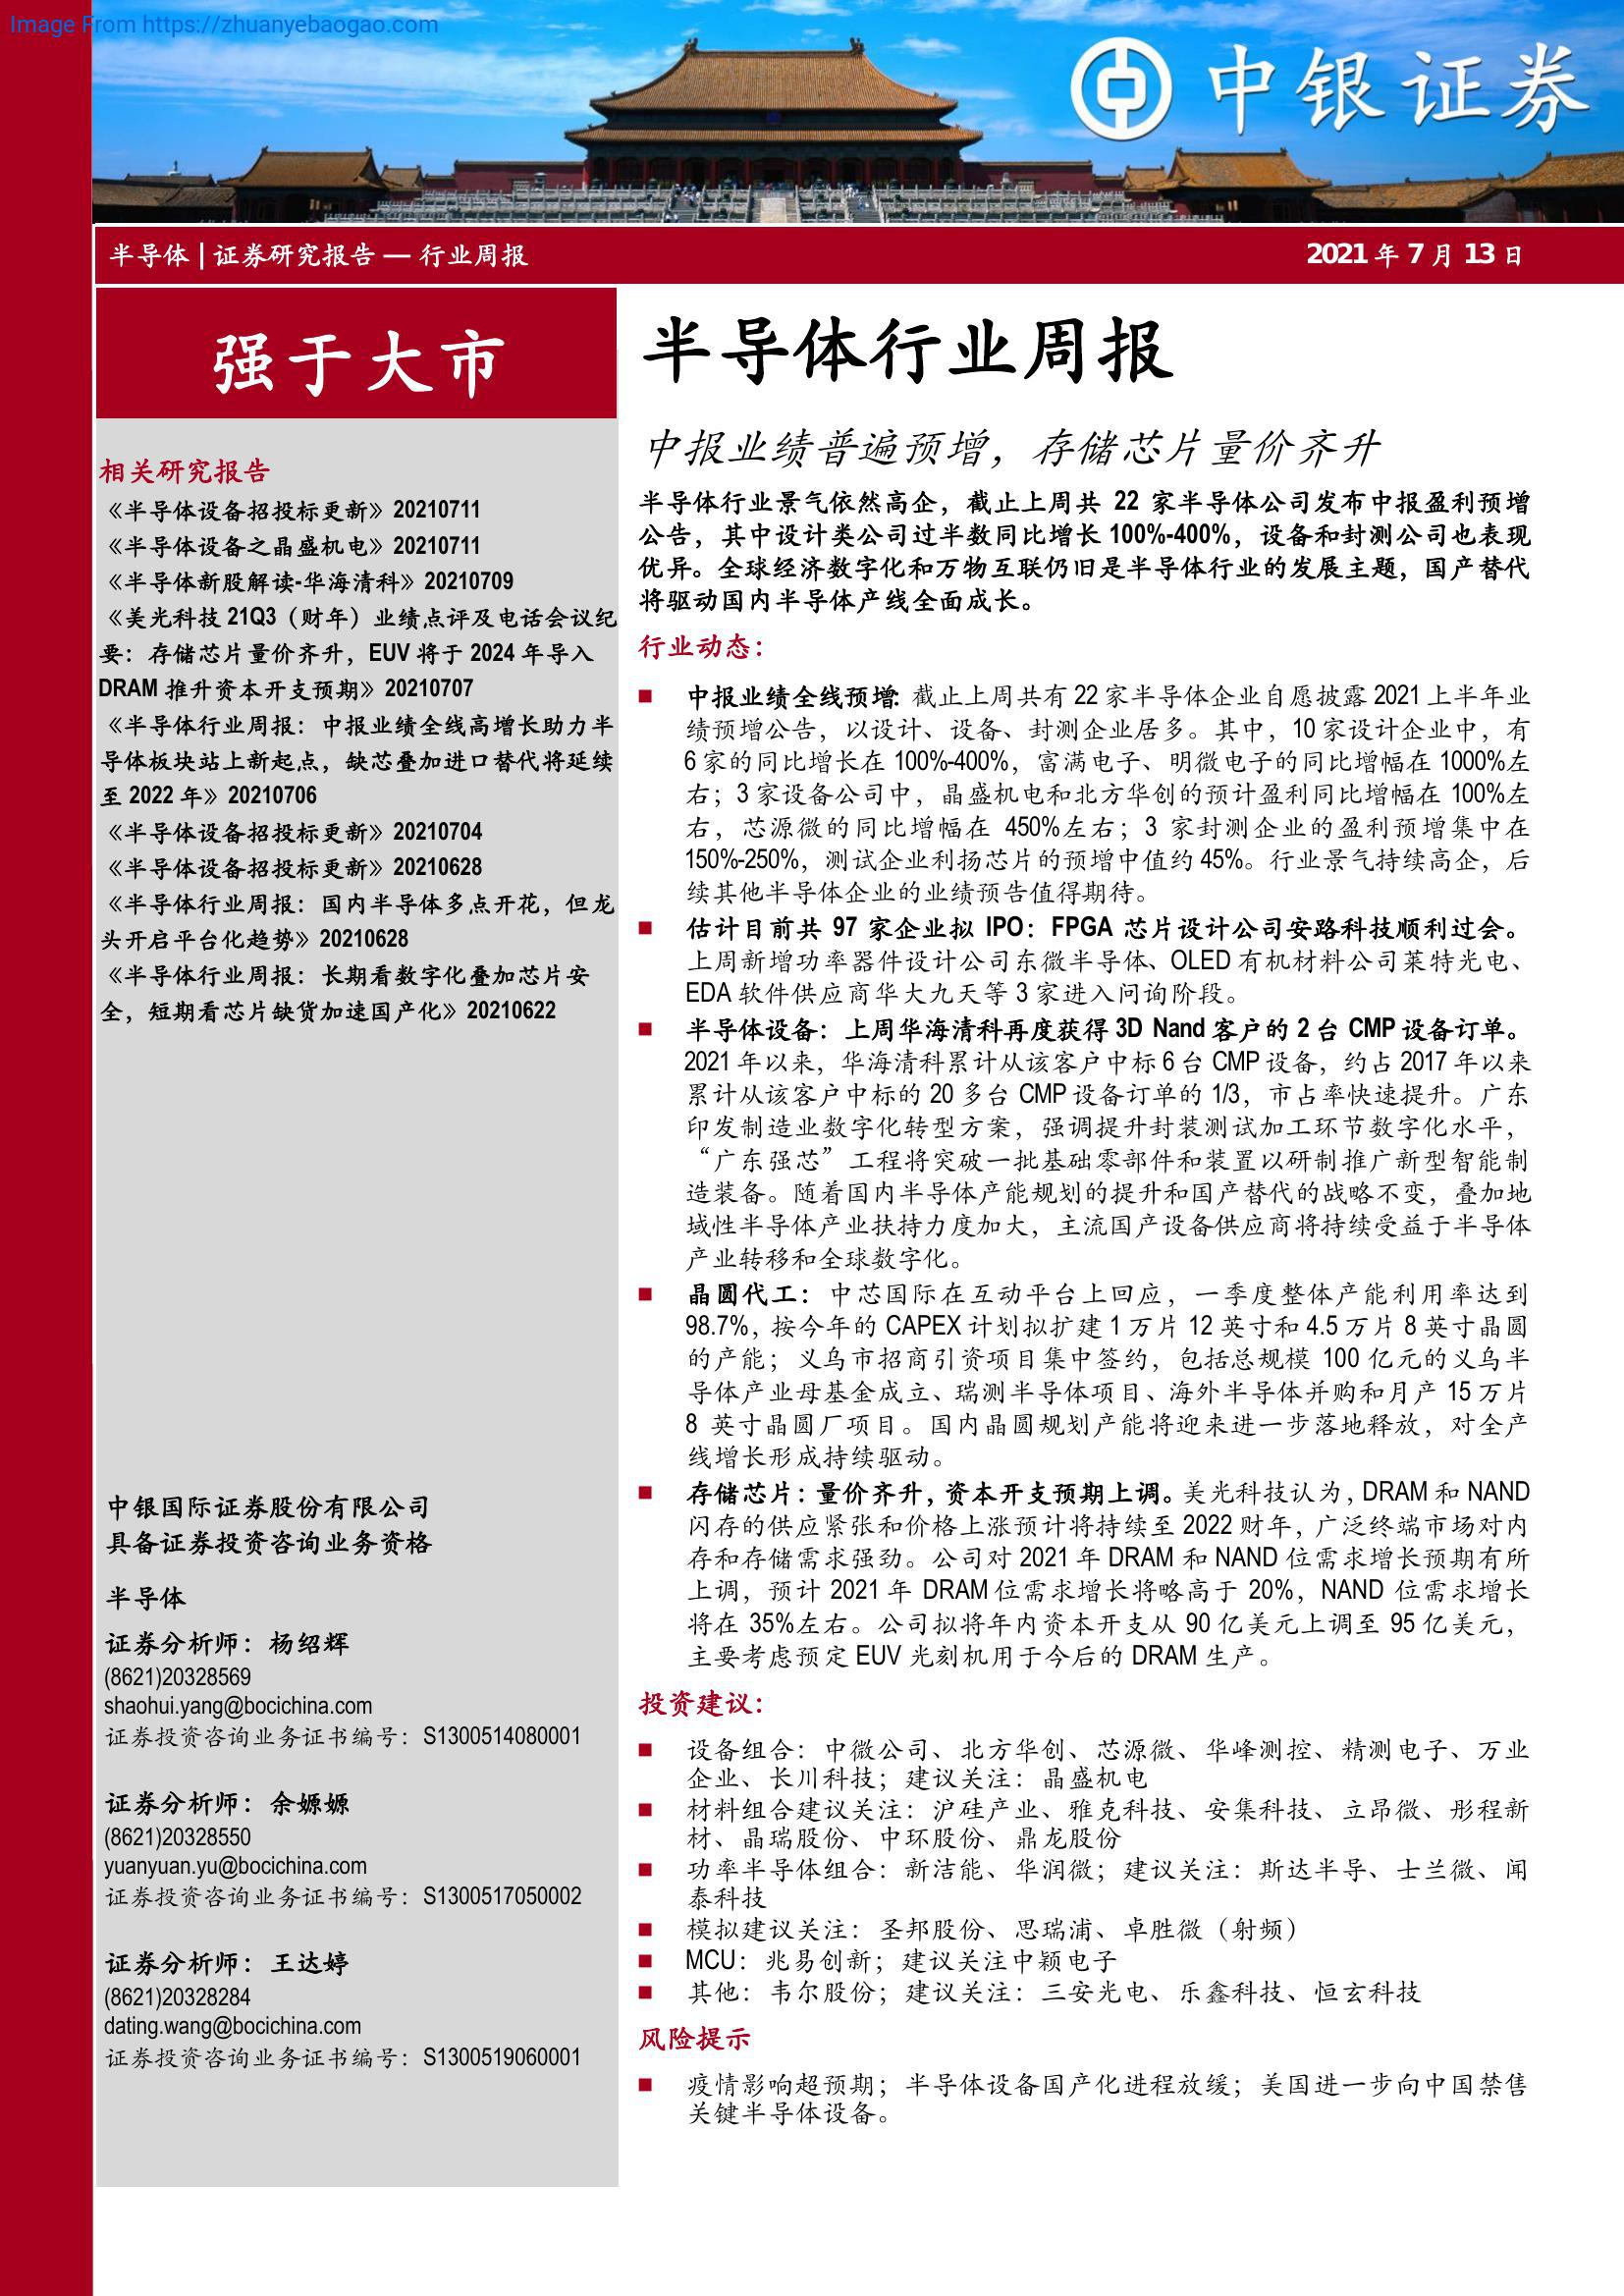 Image From https://zhuanyebaogao.com
中银证券
半导体 | 证券研究报告 — 行业周报
2021 年 7 月 13 日
强于大市
相关研究报告
《半导体设备招投标更新》20210711
《半导体设备之晶盛机电》20210711
《半导体新股解读-华海清科》20210709
《美光科技 21Q3（财年）业绩点评及电话会议纪
要：存储芯片量价齐升，EUV 将于 2024 年导入
DRAM 推升资本开支预期》20210707
《半导体行业周报：中报业绩全线高增长助力半
导体板块站上新起点，缺芯叠加进口替代将延续
至 2022 年》20210706
《半导体设备招投标更新》20210704
《半导体设备招投标更新》20210628
《半导体行业周报：国内半导体多点开花，但龙
头开启平台化趋势》20210628
《半导体行业周报：长期看数字化叠加芯片安
全，短期看芯片缺货加速国产化》20210622
中银国际证券股份有限公司
具备证券投资咨询业务资格
半导体
证券分析师：杨绍辉
(8621)20328569
shaohui.yang@bocichina.com
证券投资咨询业务证书编号：S1300514080001
证券分析师：余嫄嫄
(8621)20328550
yuanyuan.yu@bocichina.com
证券投资咨询业务证书编号：S1300517050002
证券分析师：王达婷
(8621)20328284
dating.wang@bocichina.com
证券投资咨询业务证书编号：S1300519060001
半导体行业周报
中报业绩普遍预增，存储芯片量价齐升
半导体行业景气依然高企，截止上周共 22 家半导体公司发布中报盈利预增
公告，其中设计类公司过半数同比增长 100%-400%，设备和封测公司也表现
优异。全球经济数字化和万物互联仍旧是半导体行业的发展主题，国产替代
将驱动国内半导体产线全面成长。
行业动态：
■ 中报业绩全线预增：截止上周共有 22 家半导体企业自愿披露 2021 上半年业
绩预增公告，以设计、设备、封测企业居多。其中，10 家设计企业中，有
6 家的同比增长在 100%-400%，富满电子、明微电子的同比增幅在 1000%左
右；3 家设备公司中，晶盛机电和北方华创的预计盈利同比增幅在 100%左
右，芯源微的同比增幅在 450%左右；3 家封测企业的盈利预增集中在
150%-250%，测试企业利扬芯片的预增中值约 45%。行业景气持续高企，后
续其他半导体企业的业绩预告值得期待。
■ 估计目前共 97 家企业拟 IPO：FPGA 芯片设计公司安路科技顺利过会。
上周新增功率器件设计公司东微半导体、OLED 有机材料公司莱特光电、
EDA 软件供应商华大九天等 3 家进入问询阶段。
■ 半导体设备：上周华海清科再度获得 3D Nand 客户的 2 台 CMP 设备订单。
2021 年以来，华海清科累计从该客户中标 6 台 CMP 设备，约占 2017 年以来
累计从该客户中标的 20 多台 CMP 设备订单的 1/3，市占率快速提升。广东
印发制造业数字化转型方案，强调提升封装测试加工环节数字化水平，
“广东强芯”工程将突破一批基础零部件和装置以研制推广新型智能制
造装备。随着国内半导体产能规划的提升和国产替代的战略不变，叠加地
域性半导体产业扶持力度加大，主流国产设备供应商将持续受益于半导体
产业转移和全球数字化。
■ 晶圆代工：中芯国际在互动平台上回应，一季度整体产能利用率达到
98.7%，按今年的 CAPEX 计划拟扩建 1 万片 12 英寸和 4.5 万片 8 英寸晶圆
的产能；义乌市招商引资项目集中签约，包括总规模 100 亿元的义乌半
导体产业母基金成立、瑞测半导体项目、海外半导体并购和月产 15 万片
8 英寸晶圆厂项目。国内晶圆规划产能将迎来进一步落地释放，对全产
线增长形成持续驱动。
■ 存储芯片：量价齐升，资本开支预期上调。美光科技认为，DRAM 和 NAND
闪存的供应紧张和价格上涨预计将持续至 2022 财年，广泛终端市场对内
存和存储需求强劲。公司对 2021 年 DRAM 和 NAND 位需求增长预期有所
上调，预计 2021 年 DRAM 位需求增长将略高于 20%，NAND 位需求增长
将在 35%左右。公司拟将年内资本开支从 90 亿美元上调至 95 亿美元，
主要考虑预定 EUV 光刻机用于今后的 DRAM 生产。
投资建议：
■ 设备组合：中微公司、北方华创、芯源微、华峰测控、精测电子、万业
企业、长川科技；建议关注：晶盛机电
■ 材料组合建议关注：沪硅产业、雅克科技、安集科技、立昂微、彤程新
材、晶瑞股份、中环股份、鼎龙股份
■ 功率半导体组合：新洁能、华润微；建议关注：斯达半导、士兰微、闻
泰科技
■ 模拟建议关注：圣邦股份、思瑞浦、卓胜微（射频）
■ MCU：兆易创新；建议关注中颖电子
■ 其他：韦尔股份；建议关注：三安光电、乐鑫科技、恒玄科技
风险提示
■ 疫情影响超预期；半导体设备国产化进程放缓；美国进一步向中国禁售
关键半导体设备。